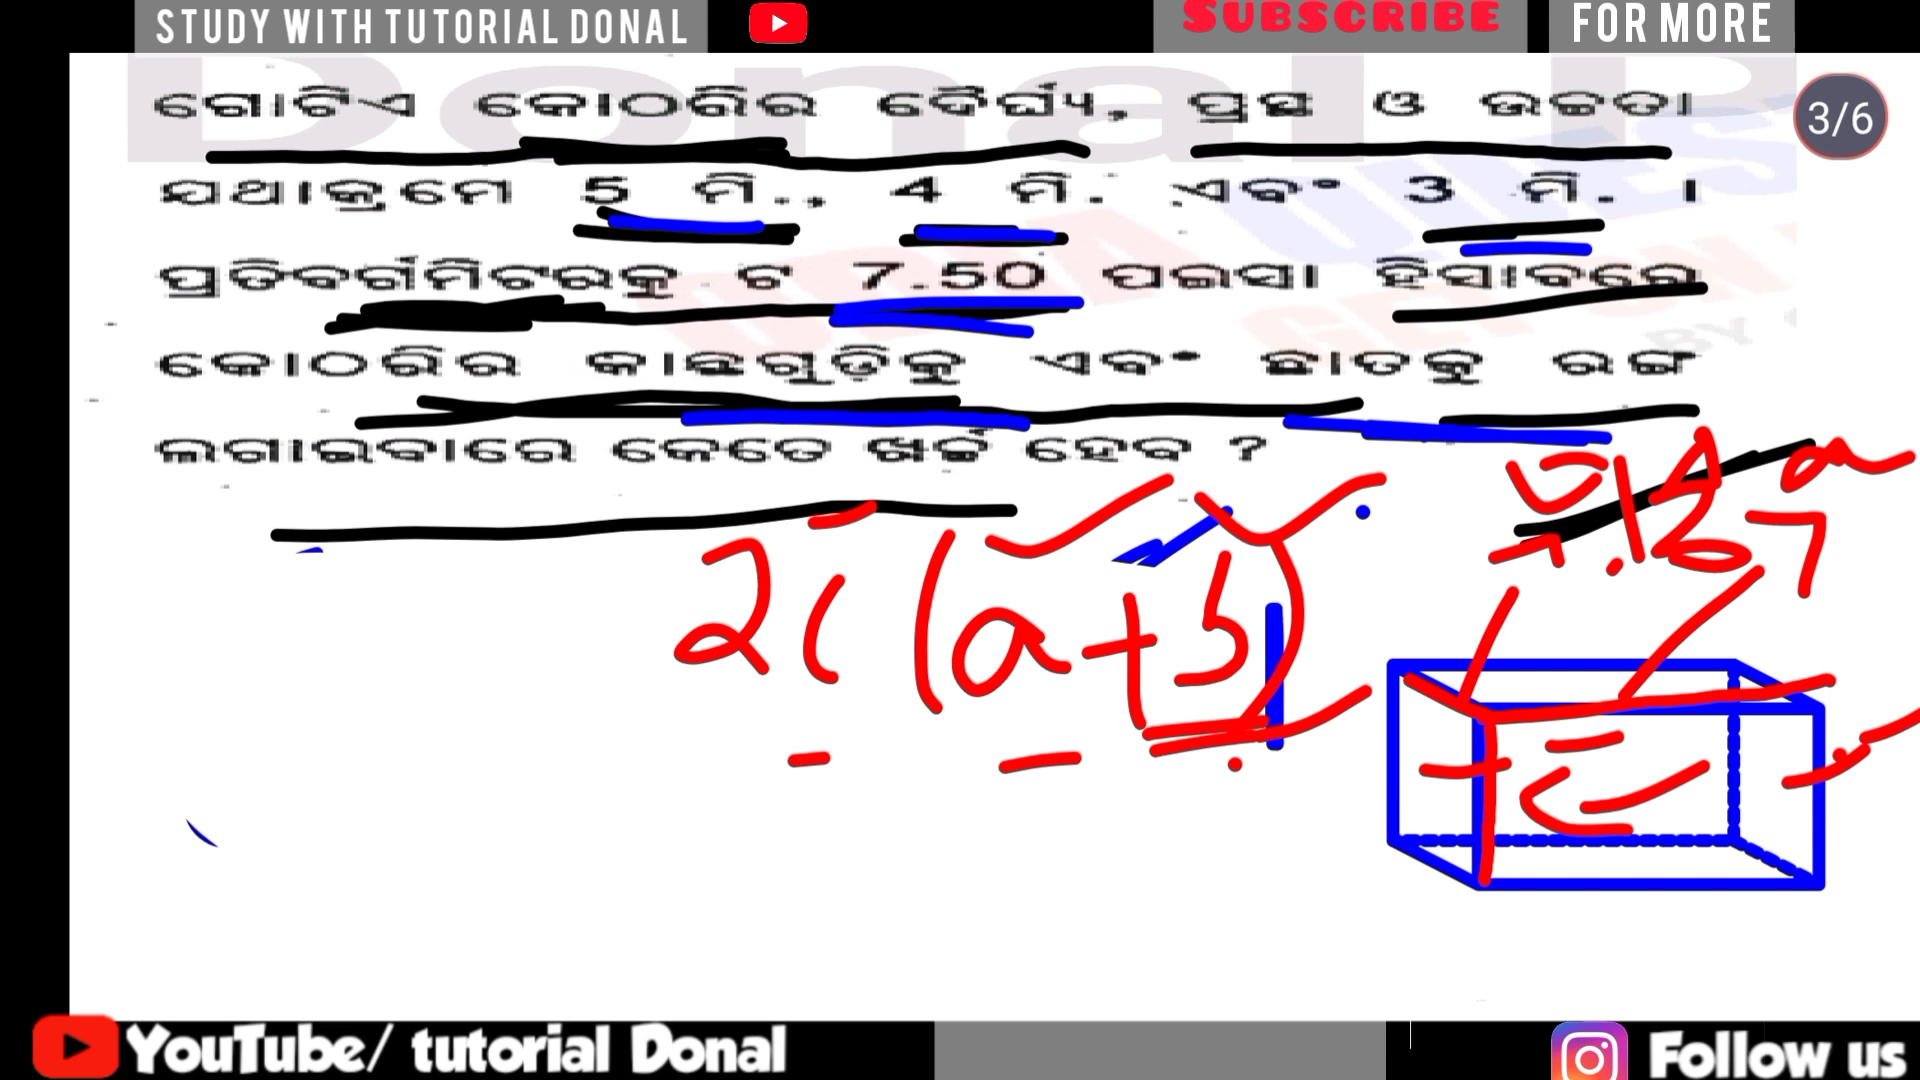 STUDY WITH TUTORIAL DONAL SUBSCRIBE FOR MORE
ଗୋଟିଏ କୋଠରିର ଦୈର୍ଘ୍ୟ, ପ୍ରସ୍ଥ ଓ ଉଚ୍ଚତା
3/6
ଯଥାକ୍ରମେ 5 ମି., 4 ମି. ଏବଂ 3 ମି. ।
ପ୍ରତିବର୍ଗମିଟରକୁ ଟ 7.50 ପଇସା ହିସାବରେ
କୋଠରିର କାନ୍ଥଗୁଡିକୁ ଏବଂ ଛାତକୁ ରଙ୍ଗ
ଲଗାଇବାରେ କେତେ ଖର୍ଚ୍ଚ ହେବ ?
2 ( (a+b)
YouTube/ tutorial Donal Follow us